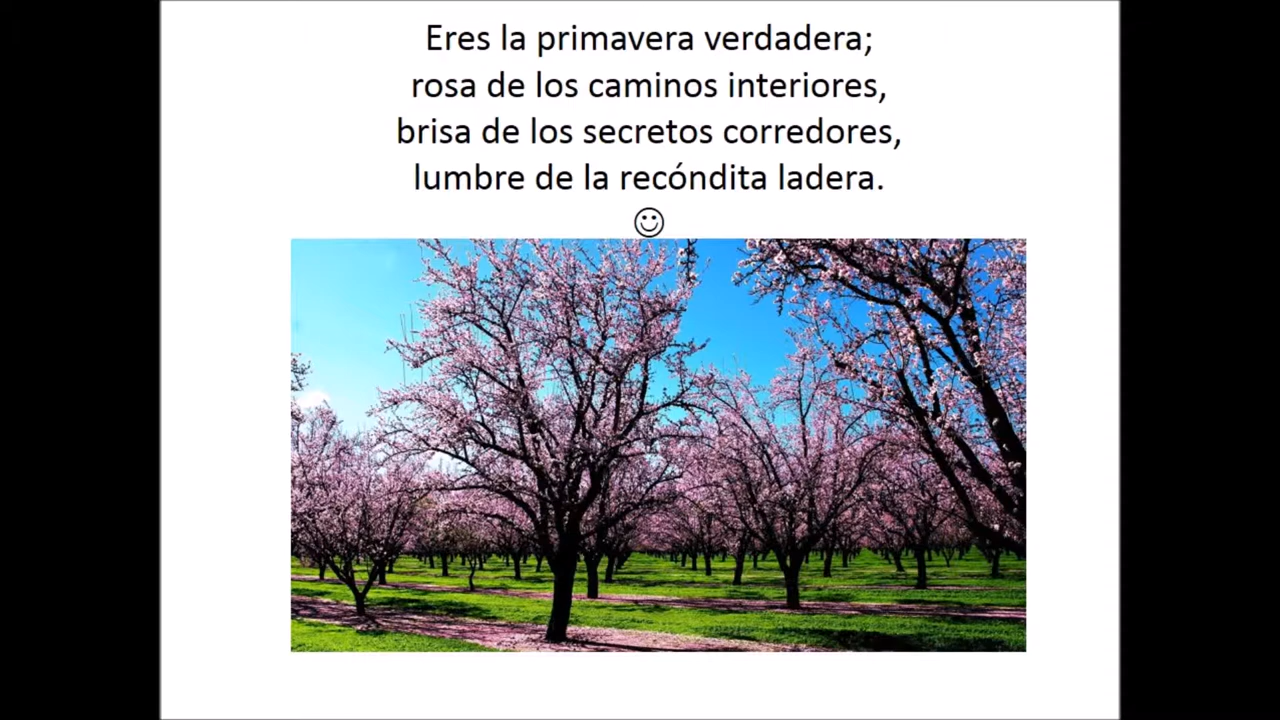 Eres la primavera verdadera;
rosa de los caminos interiores,
brisa de los secretos corredores,
lumbre de la recóndita ladera.
☺